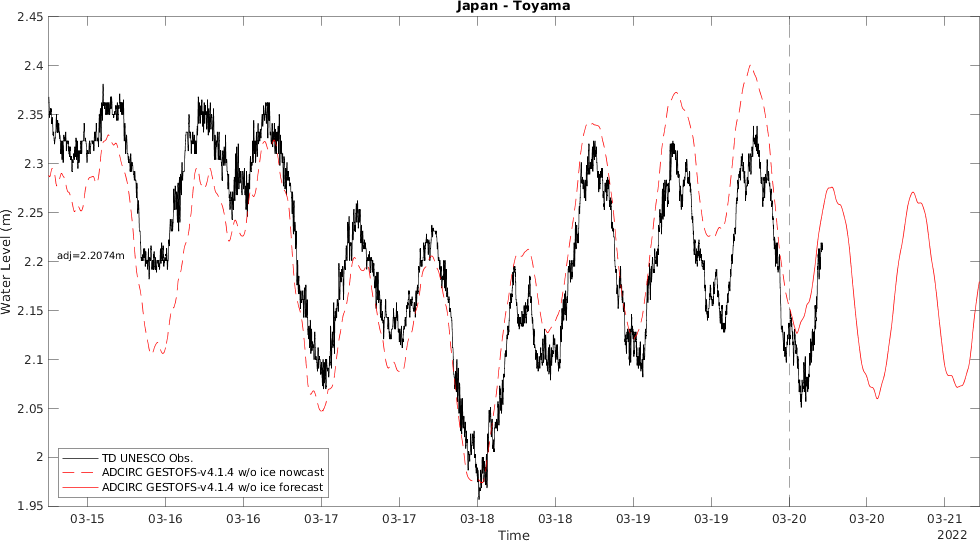 Japan - Toyama
2.45
2.4
2.35
2.3
2.25
2.2
2.15
2.1
2.05
2
1.95
Water Level (m)
adj=2.2074m
TD UNESCO Obs.
ADCIRC GESTOFS-v4.1.4 w/o ice nowcast
ADCIRC GESTOFS-v4.1.4 w/o ice forecast
03-15 03-16 03-16 03-17 03-17 03-18 03-18 03-19 03-19 03-20 03-20 03-21
Time
2022